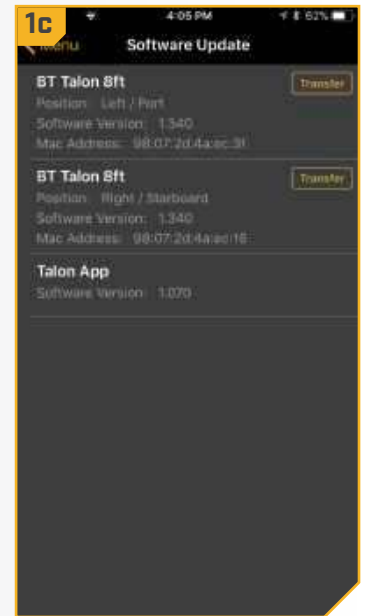 1c
4:05 PM
62%
Menu
Software Update
BT Talon 8ft
Transfer
Position: Left / Port
Software Version: 1.340
Mac Address: 98:07:2d:4a:ec:3f
BT Talon 8ft
Transfer
Position: Right / Starboard
Software Version: 1.340
Mac Address: 98:07:2d:4a:ec:16
Talon App
Software Version: 1.070